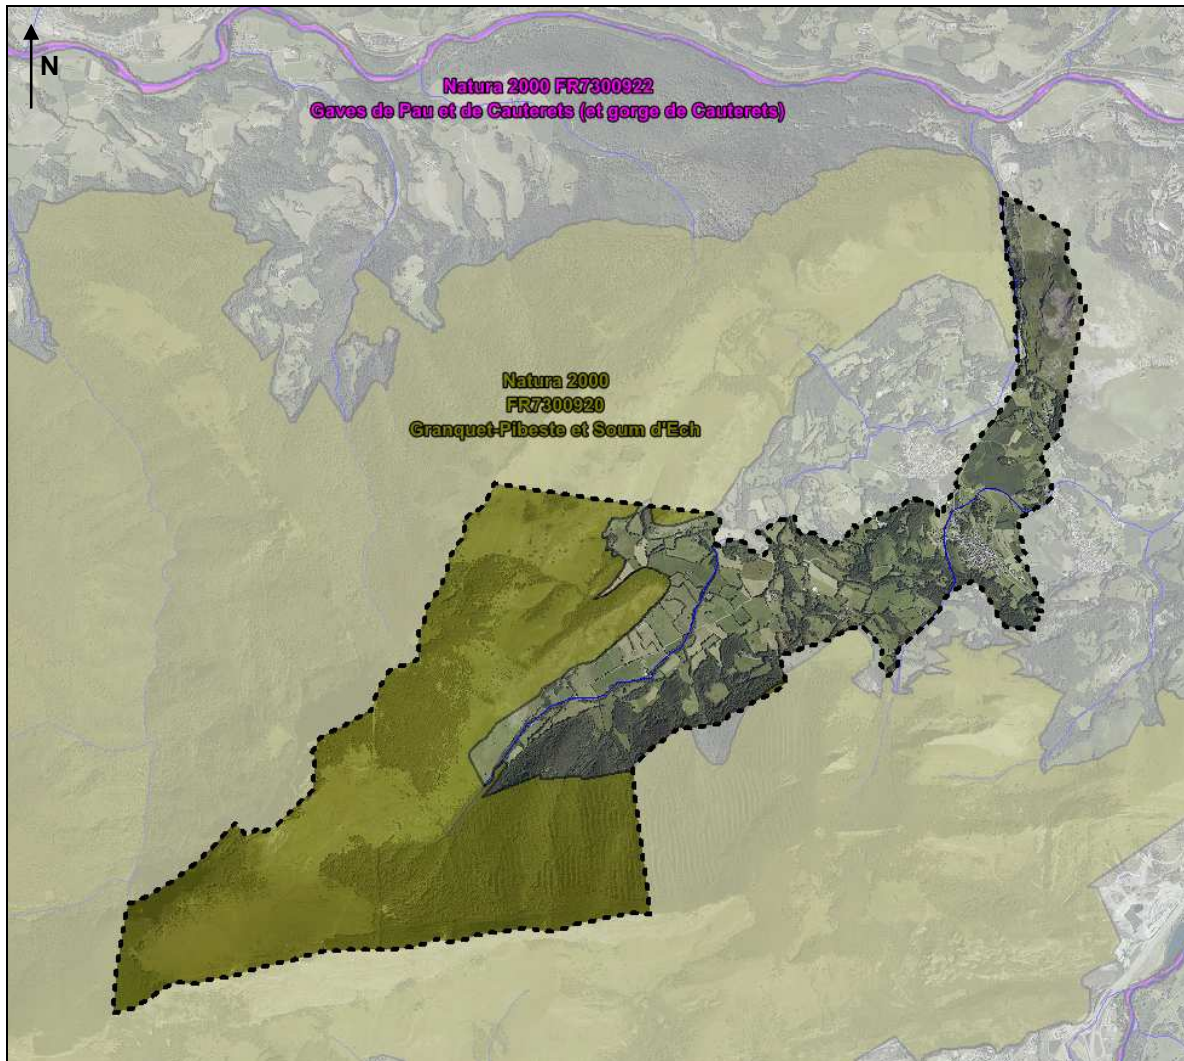 N
Natura 2000 FR7300922
Gaves de Pau et de Cauterets (et gorge de Cauterets)
Natura 2000
FR7300920
Granquet-Pibeste et Soum d'Ech